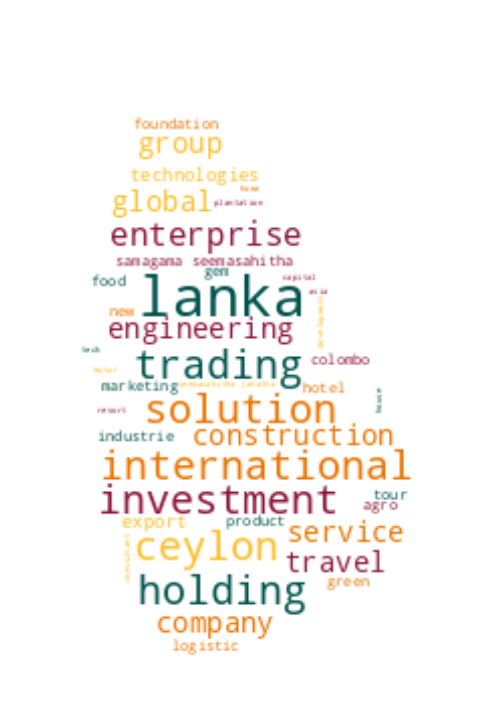 foundation
group
technologies
home
global plantation
enterprise
samagama seemasahitha
gem
food capital
lanka asia
new development
engineering
tech
trading colombo
motor
marketing seemasahitha janatha hotel
house
resort solution
industrie construction
international
investment tour
agro
export product
service
ceylon consultant
travel
green
holding
company
logistic